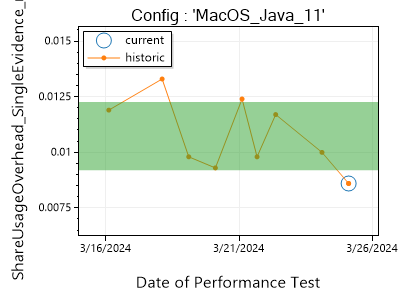 Config : 'MacOS_Java_11'
current
historic
0.015
0.0125
0.01
0.0075
ShareUsageOverhead_SingleEvidence_
3/16/2024
3/21/2024
3/26/2024
Date of Performance Test